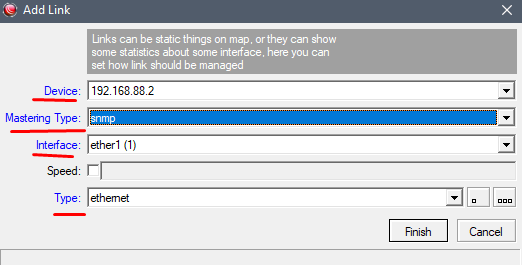 Add Link
Links can be static things on map, or they can show
some statistics about some interface, here you can
set how link should be managed
Device: 192.168.88.2
Mastering Type: snmp
Interface: ether1 (1)
Speed:
Type: ethernet
Finish Cancel